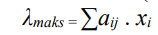 λmaks = ∑aij . xi